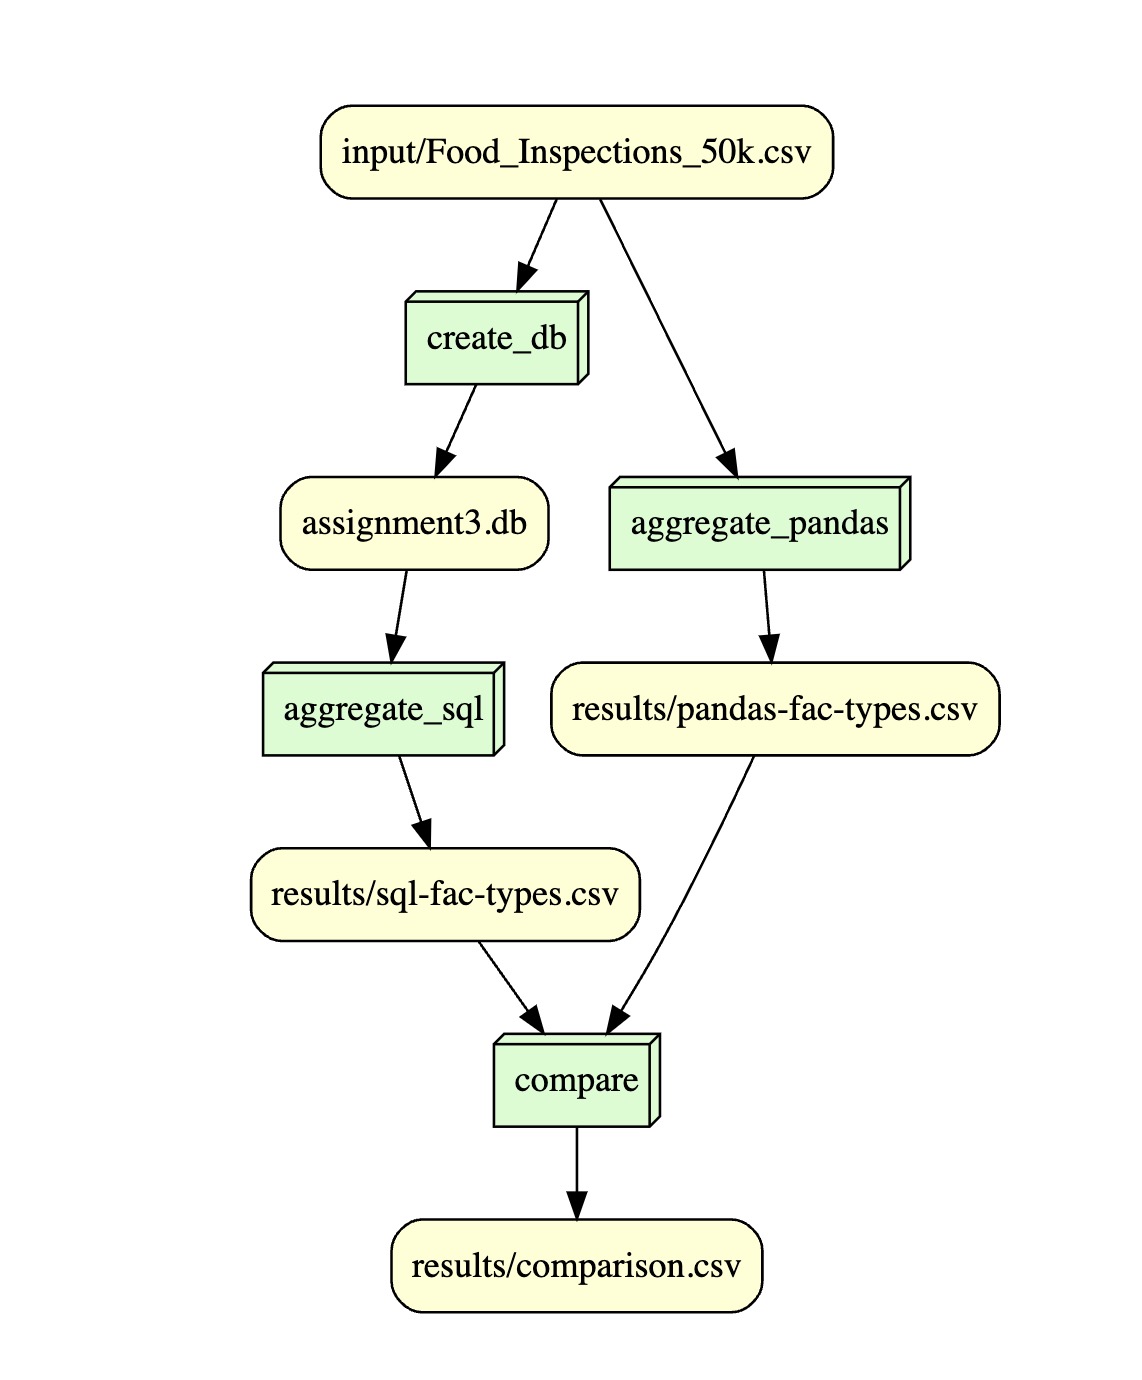 input/Food_Inspections_50k.csv
create_db
assignment3.db
aggregate_pandas
aggregate_sql
results/pandas-fac-types.csv
results/sql-fac-types.csv
compare
results/comparison.csv